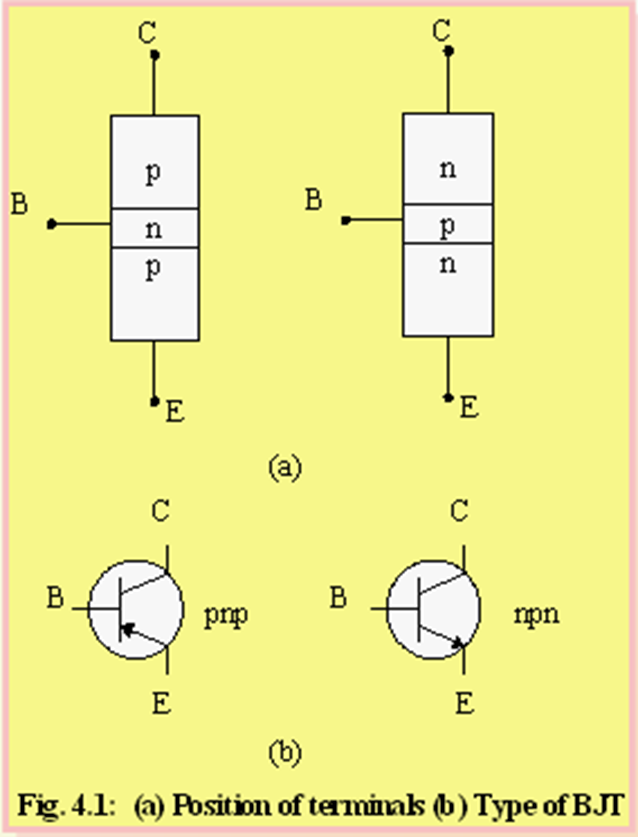 C C
p n
B B
n p
p n
E E
(a)
C C
B pnp B npn
E E
(b)
Fig. 4.1: (a) Position of terminals (b) Type of BJT